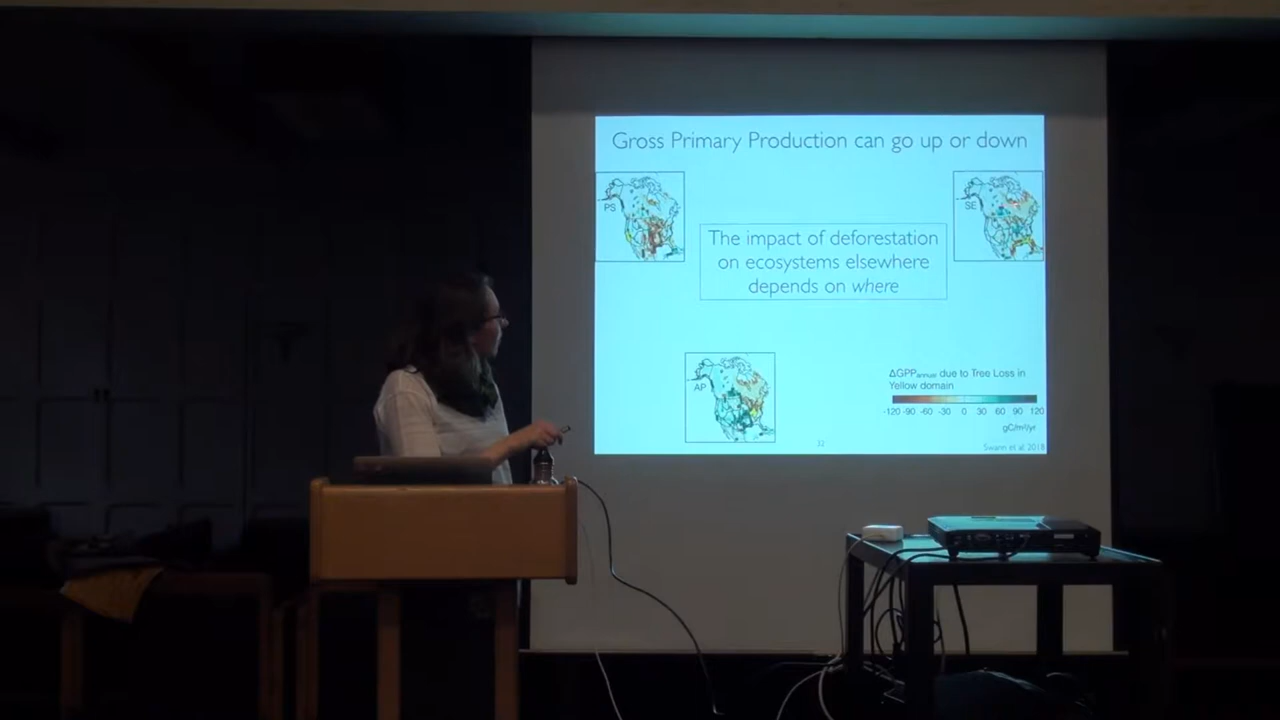 Gross Primary Production can go up or down
PS
SE
The impact of deforestation
on ecosystems elsewhere
depends on where
AP
ΔGPPannual due to Tree Loss in
Yellow domain
-120 -90 -60 -30 0 30 60 90 120
gC/m²/yr
32
Swann et al 2018